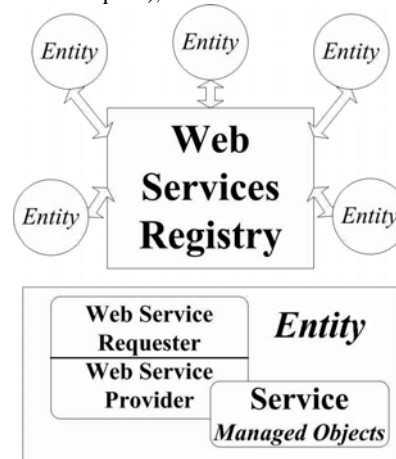 Entity
Entity
Entity
Web
Services
Registry
Entity
Entity
Web Service
Requester
Web Service
Provider
Entity
Service
Managed Objects